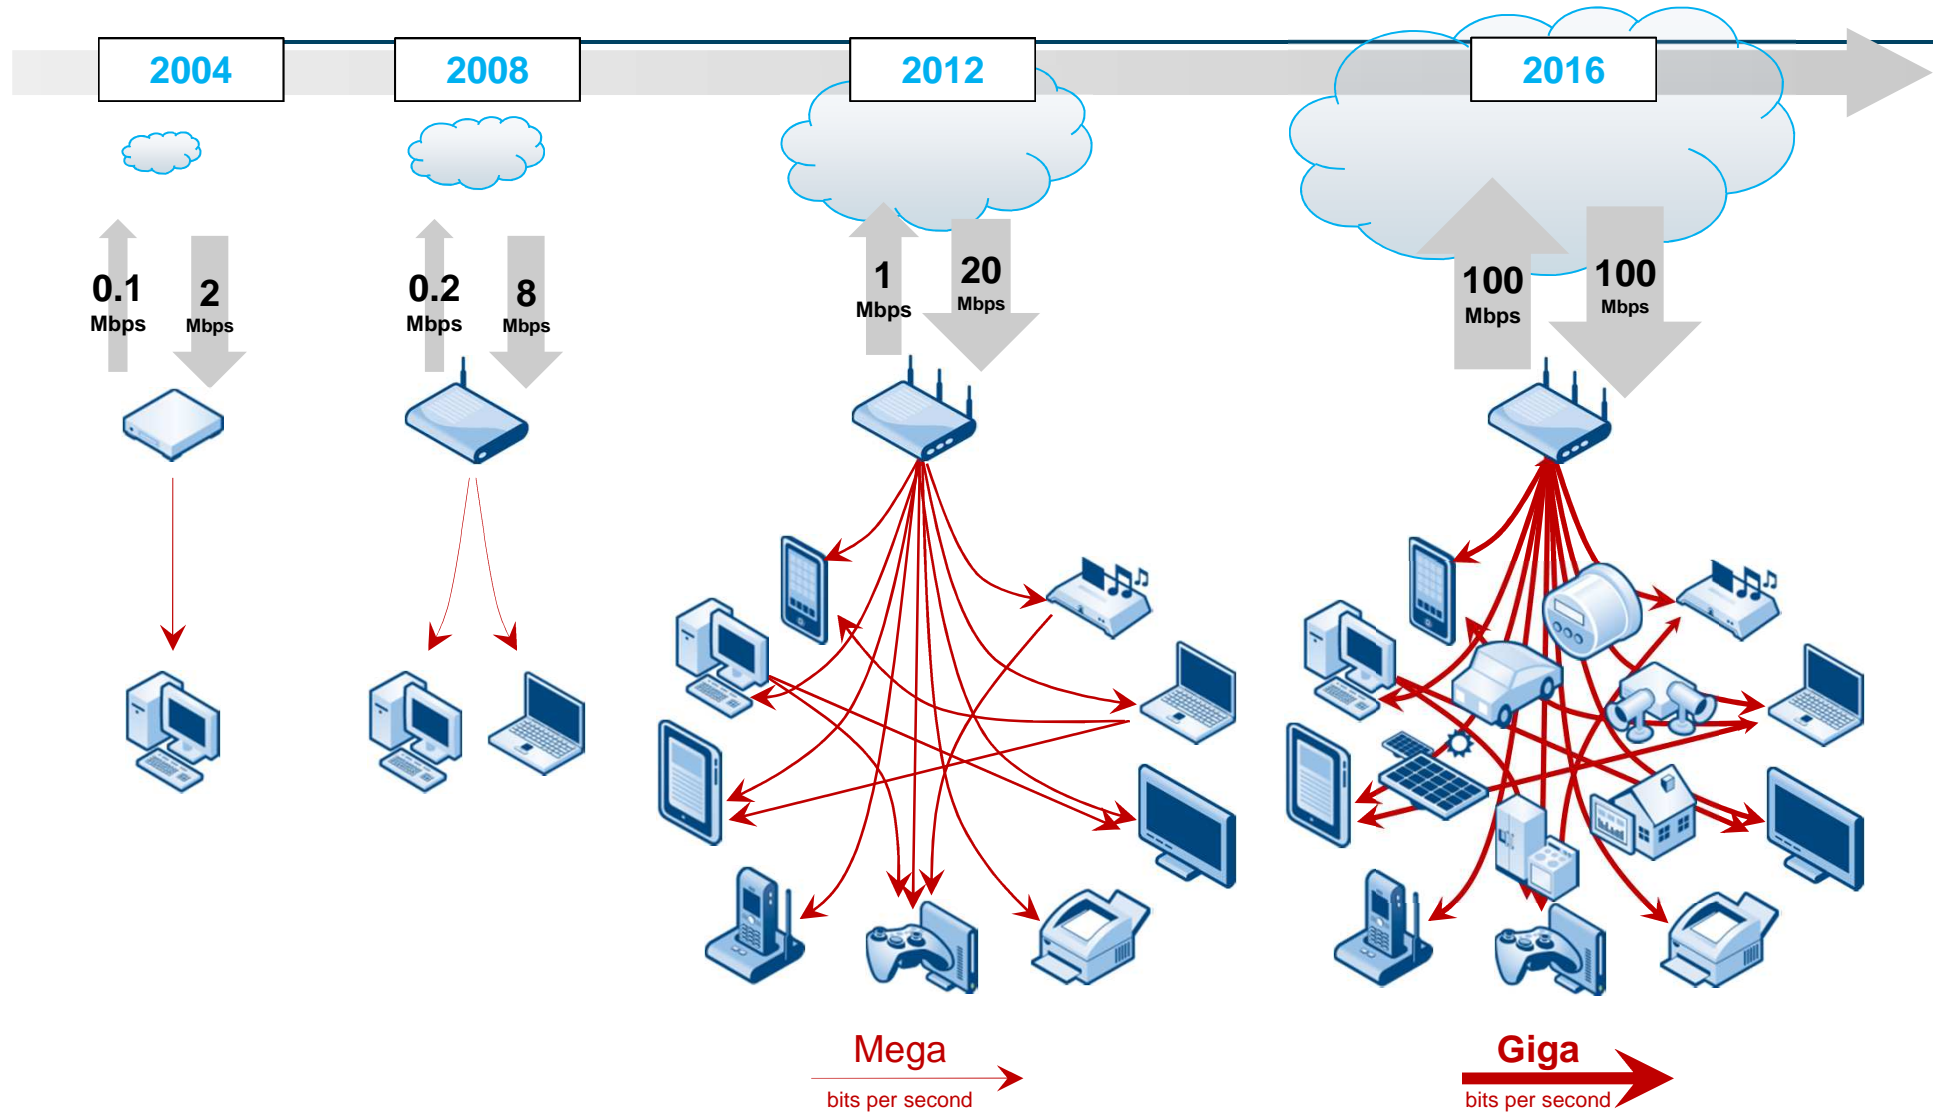 2004
2008
2012
2016
0.1
Mbps
2
Mbps
0.2
Mbps
8
Mbps
1
Mbps
20
Mbps
100
Mbps
100
Mbps
Mega
bits per second
Giga
bits per second